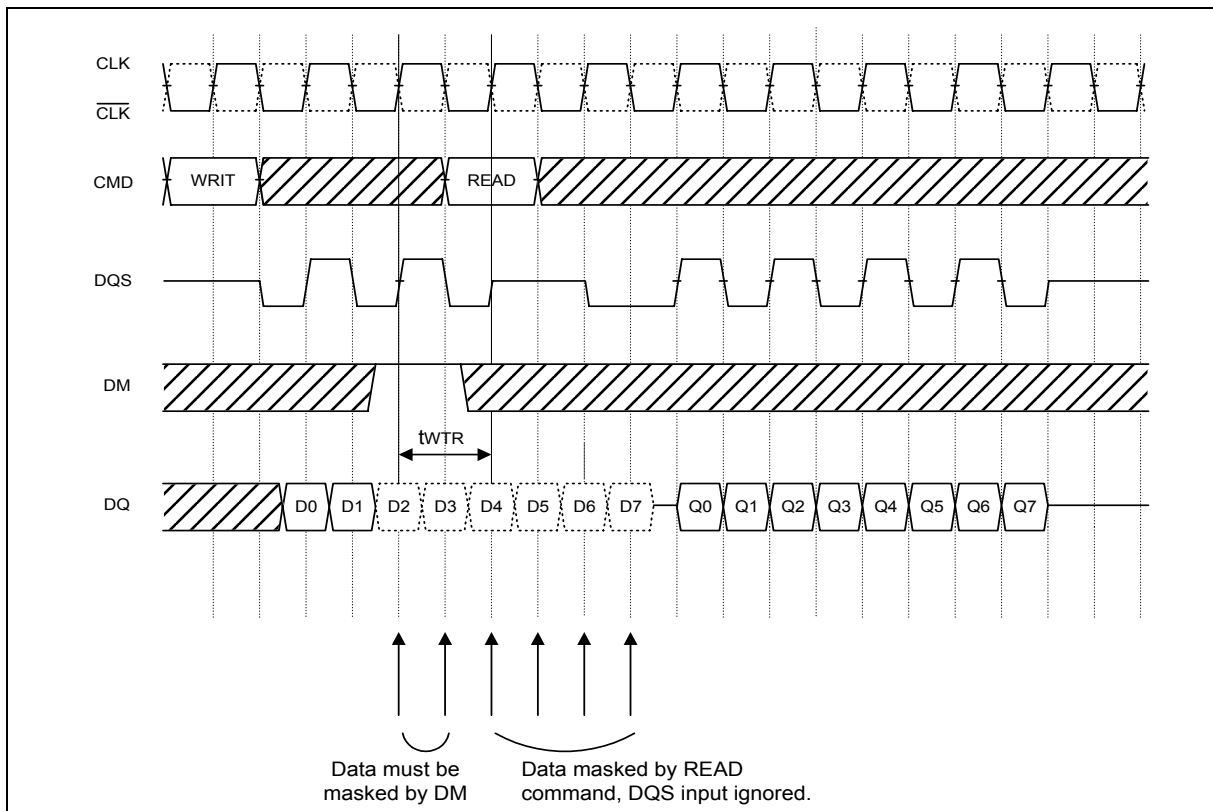 CLK
CLK
CMD WRIT READ
DQS
DM
tWTR
DQ D0 D1 D2 D3 D4 D5 D6 D7 Q0 Q1 Q2 Q3 Q4 Q5 Q6 Q7
Data must be
masked by DM
Data masked by READ
command, DQS input ignored.